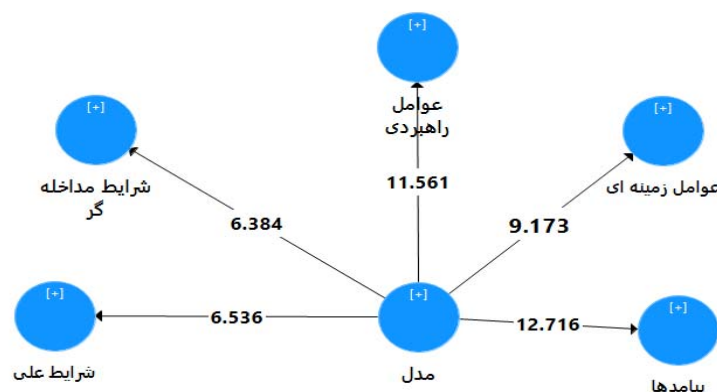 [+]
عوامل
راهبردی
[+]
شرایط مداخله
گر
[+]
عوامل زمینه ای
11.561
6.384
9.173
[+]
شرایط علی
6.536
[+]
مدل
12.716
[+]
پیامدها